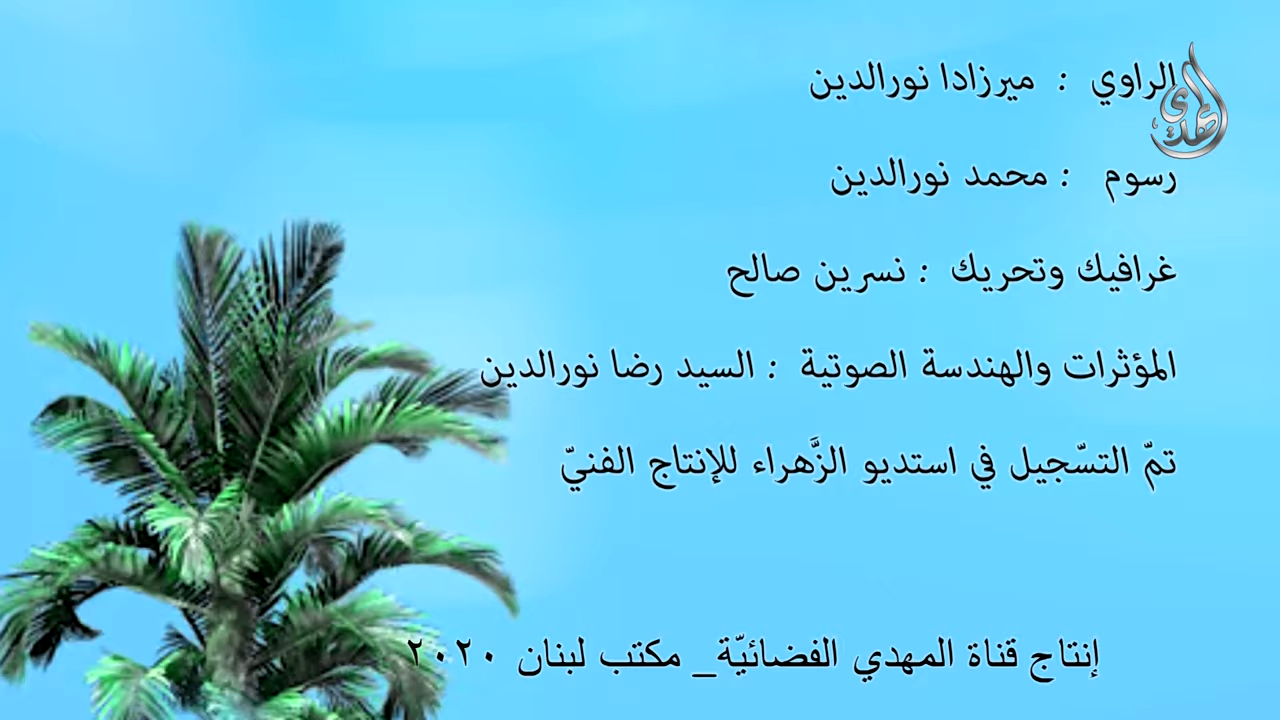 الراوي : ميرزادا نورالدين
المهدي
رسوم : محمد نورالدين
غرافيك وتحريك : نسرين صالح
المؤثرات والهندسة الصوتية : السيد رضا نورالدين
تمّ التسّجيل في استديو الزَّهراء للإنتاج الفنيّ
إنتاج قناة المهدي الفضائيّة_ مكتب لبنان ٢٠٢٠